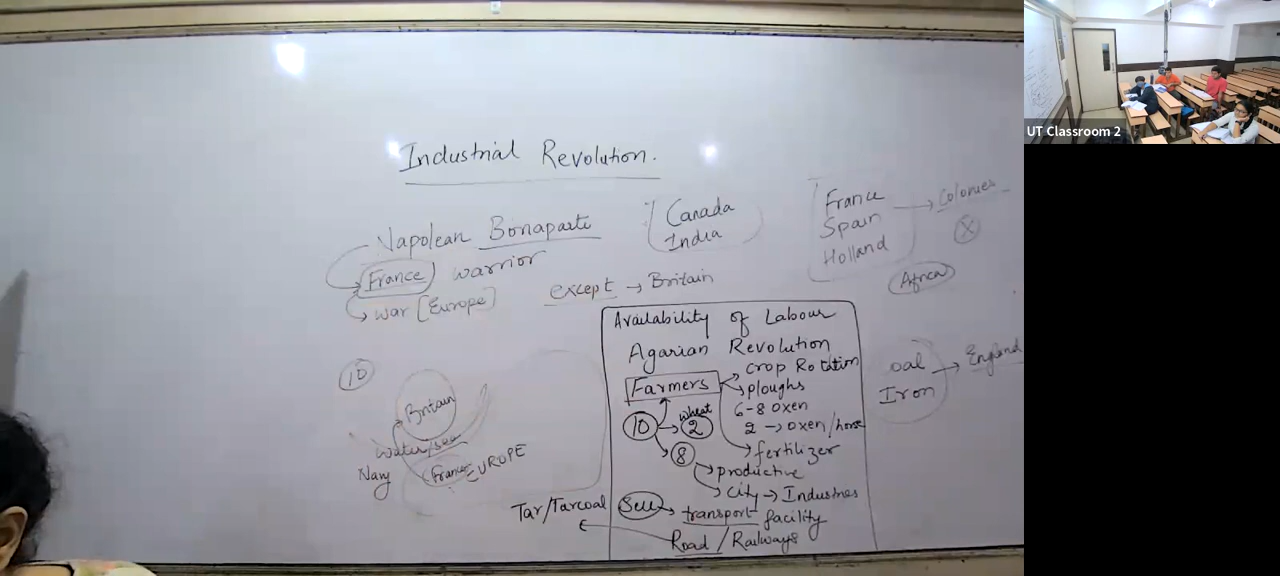 Industrial Revolution.
Napolean Bonaparte
France warrior
war [Europe]
Canada
India
except → Britain
France → Colonies
Spain
Holland
X
Africa
10
Britain
water/sea
Navy
France EUROPE
Availability of Labour
Agarian Revolution
Farmers
crop Rotation
ploughs
6-8 oxen
2 → oxen/horse
fertilizer
10 → wheat 2
8 → productive
city → Industries
Sell → transport facility
Road / Railways
Tar/Tarcoal
oal → England
Iron
UT Classroom 2